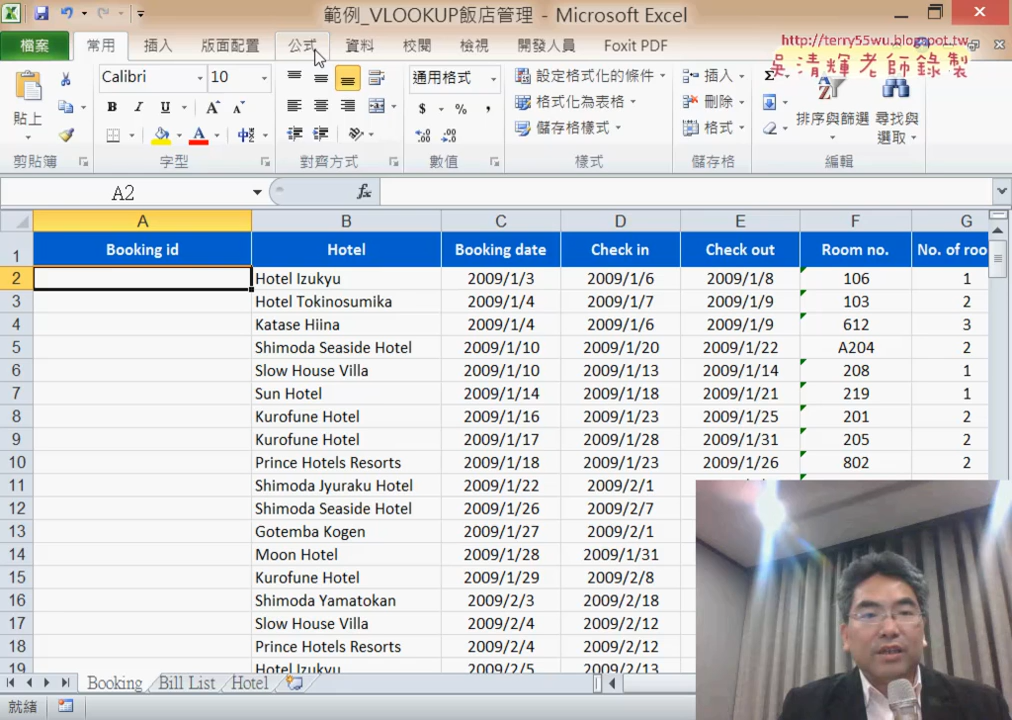 範例_VLOOKUP飯店管理 - Microsoft Excel
http://terry55wu.blogspot.tw
吳清輝老師錄製
檔案 常用 插入 版面配置 公式 資料 校閱 檢視 開發人員 Foxit PDF
貼上 Calibri 10 通用格式 設定格式化的條件 插入
格式化為表格 刪除 排序與篩選 尋找與選取
儲存格樣式 格式
剪貼簿 字型 對齊方式 數值 樣式 儲存格 編輯
A2 fx
A B C D E F G
1 Booking id Hotel Booking date Check in Check out Room no. No. of roo
2 Hotel Izukyu 2009/1/3 2009/1/6 2009/1/8 106 1
3 Hotel Tokinosumika 2009/1/4 2009/1/7 2009/1/9 103 2
4 Katase Hiina 2009/1/4 2009/1/6 2009/1/9 612 3
5 Shimoda Seaside Hotel 2009/1/10 2009/1/20 2009/1/22 A204 2
6 Slow House Villa 2009/1/10 2009/1/13 2009/1/14 208 1
7 Sun Hotel 2009/1/14 2009/1/18 2009/1/21 219 1
8 Kurofune Hotel 2009/1/16 2009/1/23 2009/1/25 201 2
9 Kurofune Hotel 2009/1/17 2009/1/28 2009/1/31 205 2
10 Prince Hotels Resorts 2009/1/18 2009/1/23 2009/1/26 802 2
11 Shimoda Jyuraku Hotel 2009/1/22 2009/2/1
12 Shimoda Seaside Hotel 2009/1/26 2009/2/7
13 Gotemba Kogen 2009/1/27 2009/2/1
14 Moon Hotel 2009/1/28 2009/1/31
15 Kurofune Hotel 2009/1/29 2009/2/8
16 Shimoda Yamatokan 2009/2/3 2009/2/18
17 Slow House Villa 2009/2/4 2009/2/12
18 Prince Hotels Resorts 2009/2/4 2009/2/12
19 Hotel Izukyu 2009/2/5 2009/2/13
Booking Bill List Hotel
就緒